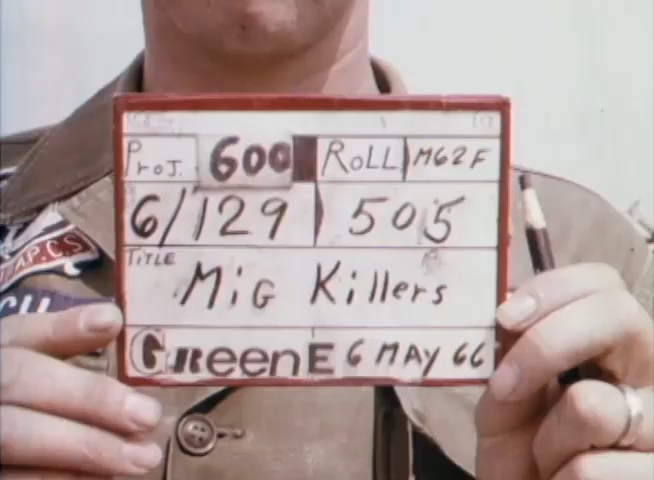 PROJ. 600 ROLL M62F
6/129 505
TITLE
MiG Killers
GReenE 6 MAY 66
A.P.C.S.